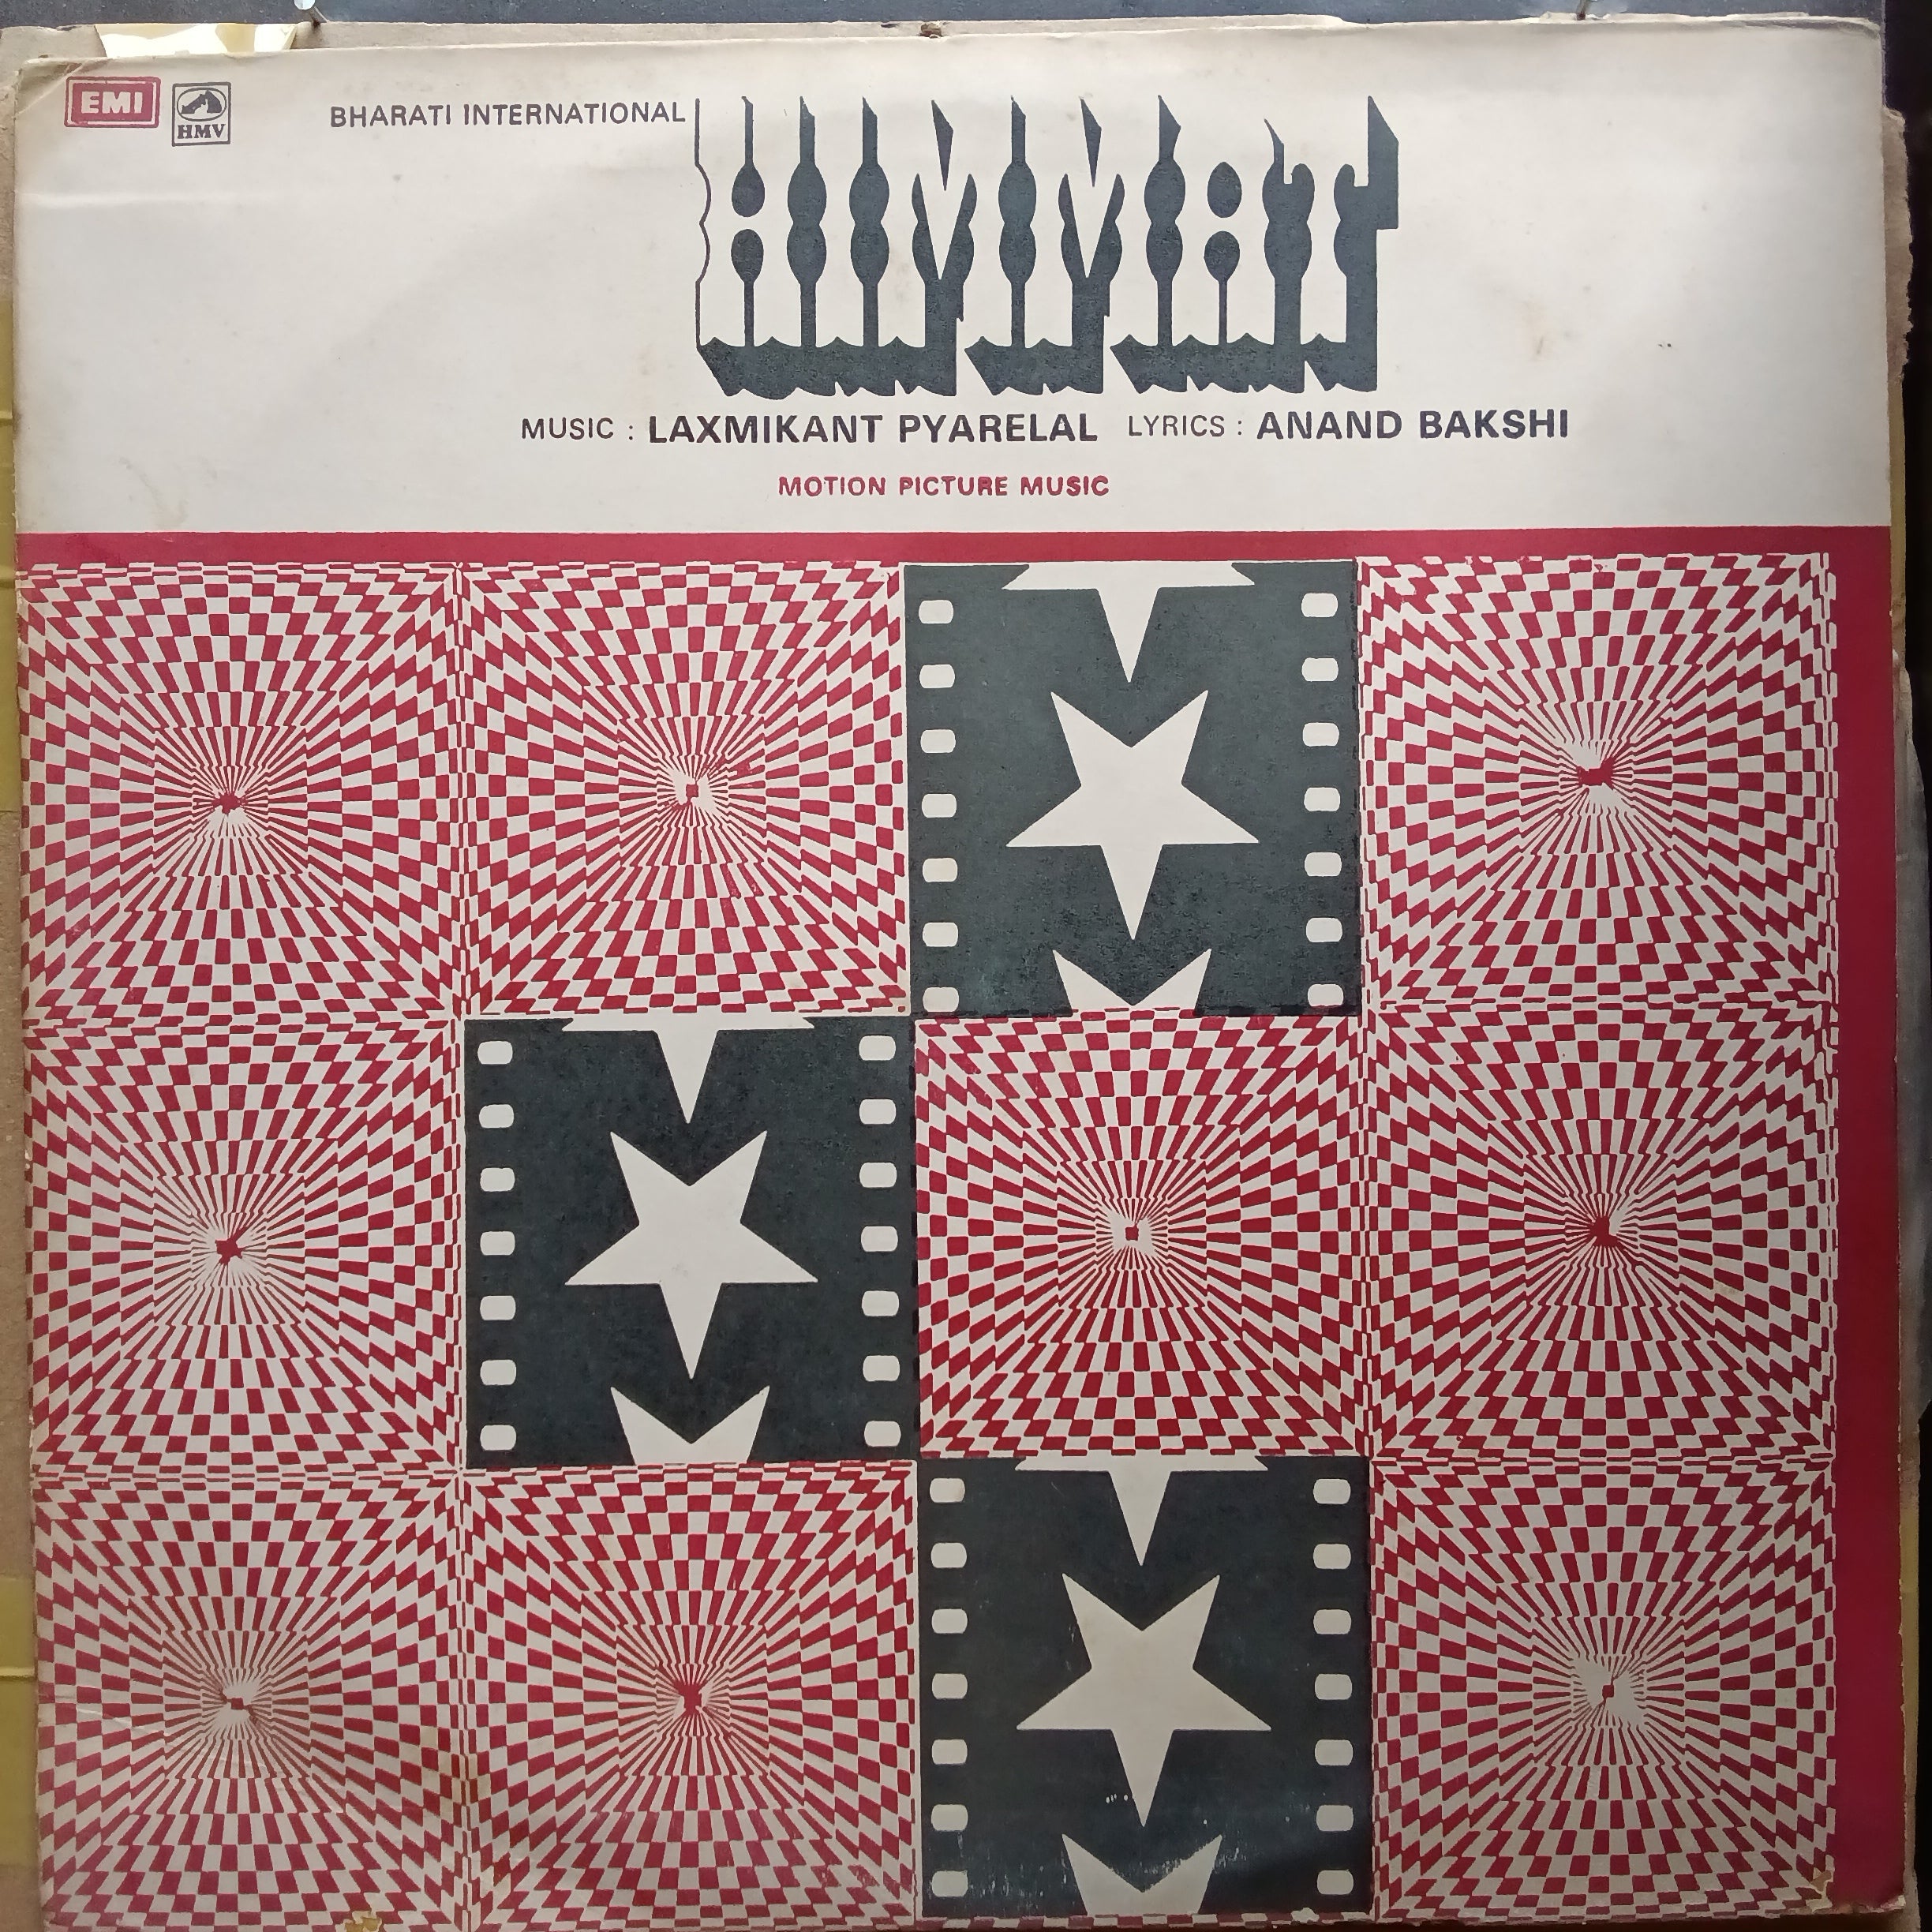 EMI
HMV
BHARATI INTERNATIONAL
HIMMAT
MUSIC : LAXMIKANT PYARELAL LYRICS : ANAND BAKSHI
MOTION PICTURE MUSIC